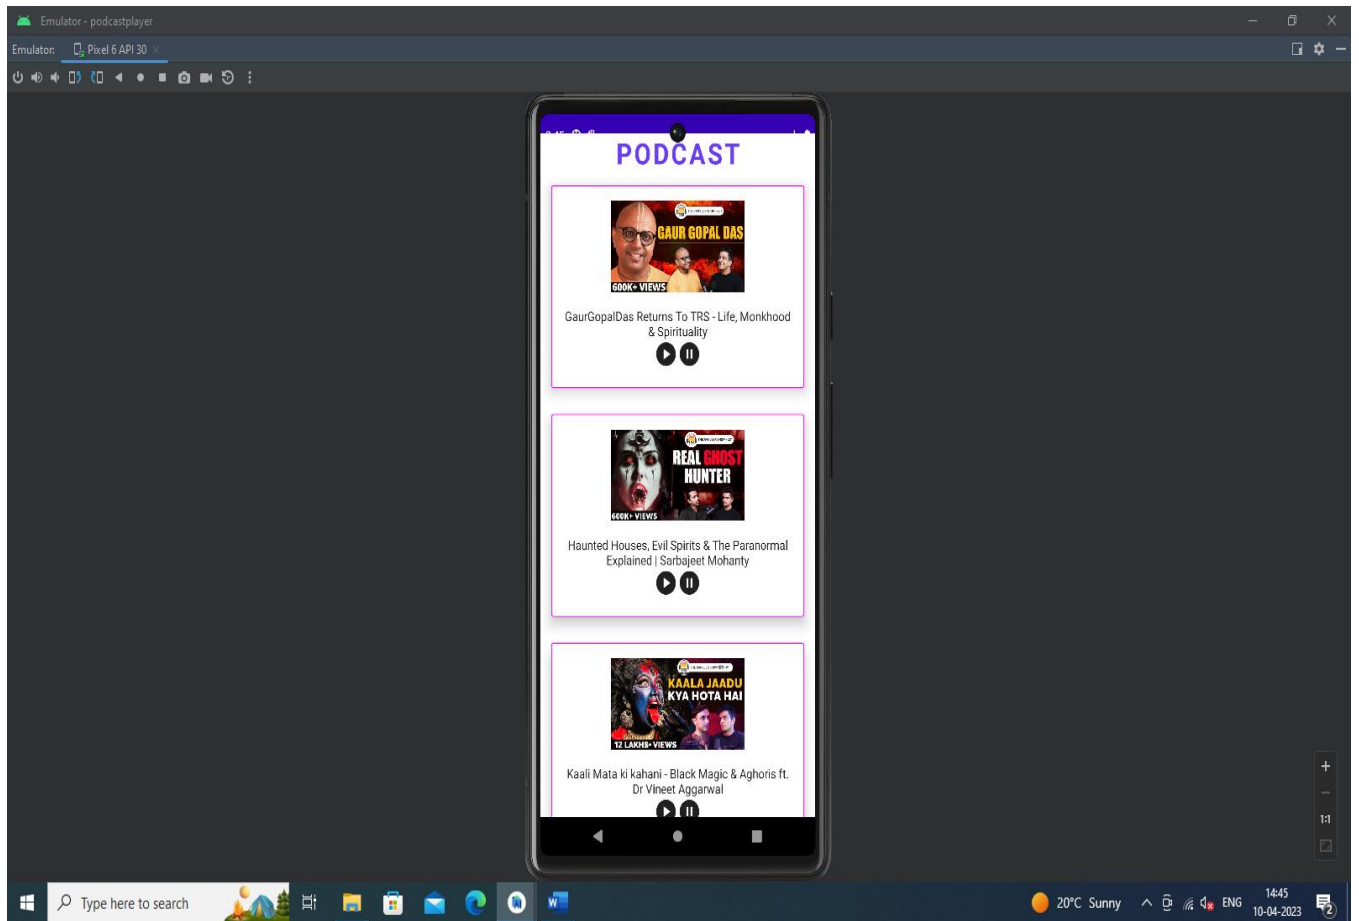 Emulator - podcastplayer
Emulator:
Pixel 6 API 30
PODCAST
GAUR GOPAL DAS
600K+ VIEWS
GaurGopalDas Returns To TRS - Life, Monkhood
& Spirituality
REAL GHOST
HUNTER
600K+ VIEWS
Haunted Houses, Evil Spirits & The Paranormal
Explained | Sarbajeet Mohanty
KAALA JAADU
KYA HOTA HAI
12 LAKHS+ VIEWS
Kaali Mata ki kahani - Black Magic & Aghoris ft.
Dr Vineet Aggarwal
1:1
Type here to search
20°C Sunny
ENG
14:45
10-04-2023
2